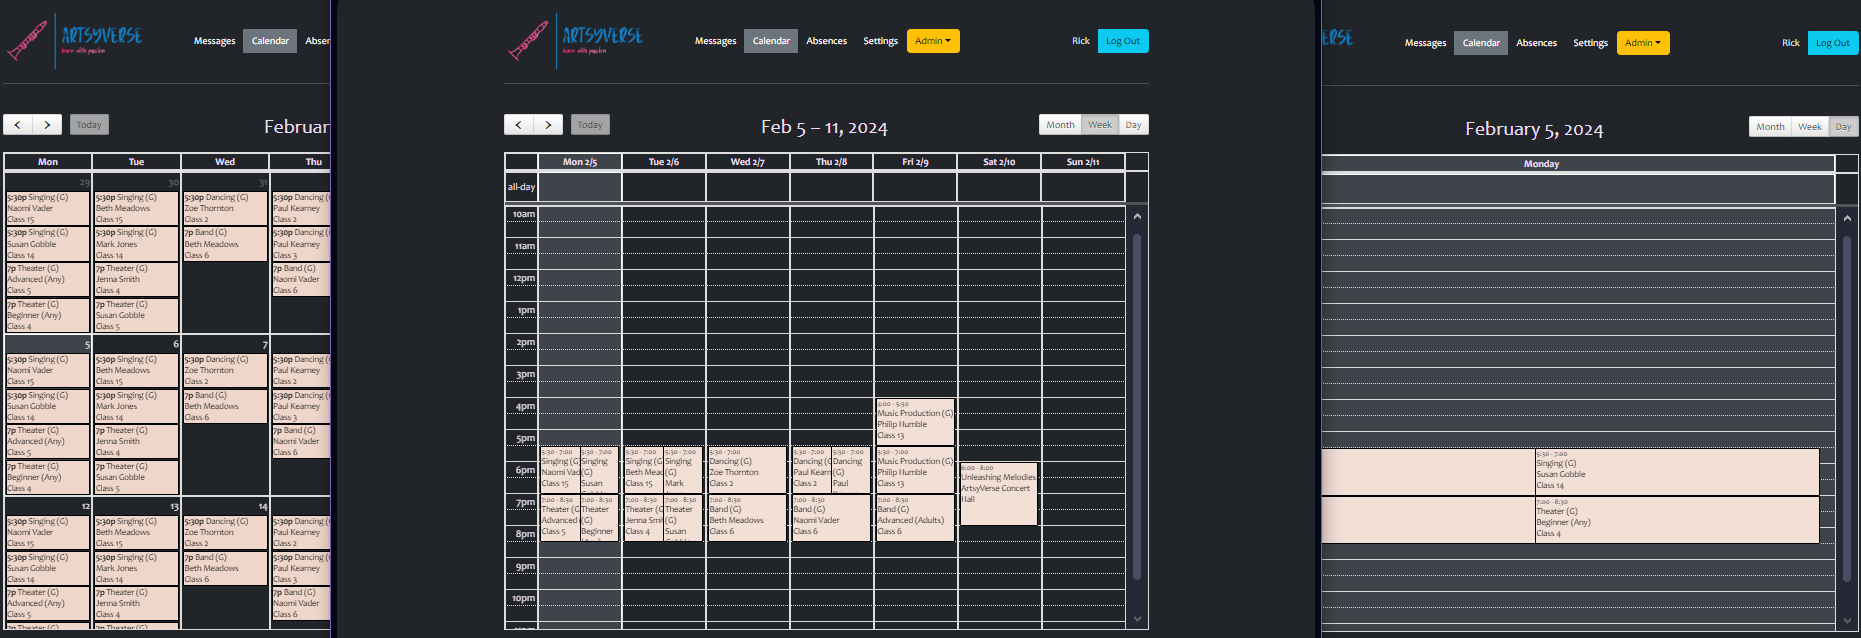 ARTSYVERSE
learn with passion
Messages
Calendar
Absen
Today
Februar
Mon
Tue
Wed
Thu
29
30
31
5:30p Singing (G)
Naomi Vader
Class 15
5:30p Singing (G)
Susan Gobble
Class 14
7p Theater (G)
Advanced (Any)
Class 5
7p Theater (G)
Beginner (Any)
Class 4
5:30p Singing (G)
Beth Meadows
Class 15
5:30p Singing (G)
Mark Jones
Class 14
7p Theater (G)
Jenna Smith
Class 4
7p Theater (G)
Susan Gobble
Class 5
5:30p Dancing (G)
Zoe Thornton
Class 2
7p Band (G)
Beth Meadows
Class 6
5:30p Dancing (
Paul Kearney
Class 2
5:30p Dancing (
Paul Kearney
Class 3
7p Band (G)
Naomi Vader
Class 6
5
6
7
5:30p Singing (G)
Naomi Vader
Class 15
5:30p Singing (G)
Susan Gobble
Class 14
7p Theater (G)
Advanced (Any)
Class 5
7p Theater (G)
Beginner (Any)
Class 4
5:30p Singing (G)
Beth Meadows
Class 15
5:30p Singing (G)
Mark Jones
Class 14
7p Theater (G)
Jenna Smith
Class 4
7p Theater (G)
Susan Gobble
Class 5
5:30p Dancing (G)
Zoe Thornton
Class 2
7p Band (G)
Beth Meadows
Class 6
5:30p Dancing (
Paul Kearney
Class 2
5:30p Dancing (
Paul Kearney
Class 3
7p Band (G)
Naomi Vader
Class 6
12
13
14
5:30p Singing (G)
Naomi Vader
Class 15
5:30p Singing (G)
Susan Gobble
Class 14
7p Theater (G)
Advanced (Any)
Class 5
7p Theater (G)
5:30p Singing (G)
Beth Meadows
Class 15
5:30p Singing (G)
Mark Jones
Class 14
7p Theater (G)
Jenna Smith
Class 4
7p Theater (G)
5:30p Dancing (G)
Zoe Thornton
Class 2
7p Band (G)
Beth Meadows
Class 6
5:30p Dancing (
Paul Kearney
Class 2
5:30p Dancing (
Paul Kearney
Class 3
7p Band (G)
Naomi Vader
Class 6
ARTSYVERSE
learn with passion
Messages
Calendar
Absences
Settings
Admin
Rick
Log Out
Today
Feb 5 – 11, 2024
Month
Week
Day
Mon 2/5
Tue 2/6
Wed 2/7
Thu 2/8
Fri 2/9
Sat 2/10
Sun 2/11
all-day
10am
11am
12pm
1pm
2pm
3pm
4pm
5pm
6pm
7pm
8pm
9pm
10pm
5:30 - 7:00
Singing (G
Naomi Vad
Class 15
5:30 - 7:00
Singing
(G)
Susan
7:00 - 8:30
Theater (G
Advanced
Class 5
7:00 - 8:30
Theater
(G)
Beginner
5:30 - 7:00
Singing (G
Beth Mead
Class 15
5:30 - 7:00
Singing
(G)
Mark
7:00 - 8:30
Theater (G
Jenna Smit
Class 4
7:00 - 8:30
Theater
(G)
Susan
5:30 - 7:00
Dancing (G)
Zoe Thornton
Class 2
7:00 - 8:30
Band (G)
Beth Meadows
Class 6
5:30 - 7:00
Dancing (G
Paul Kearn
Class 2
5:30 - 7:00
Dancing
(G)
Paul
7:00 - 8:30
Band (G)
Naomi Vader
Class 6
4:00 - 5:30
Music Production (G)
Philip Humble
Class 13
5:30 - 7:00
Music Production (G)
Philip Humble
Class 13
7:00 - 8:30
Band (G)
Advanced (Adults)
Class 6
6:00 - 8:00
Unleashing Melodies
ArtsyVerse Concert
Hall
ERSE
Messages
Calendar
Absences
Settings
Admin
Rick
Log Out
February 5, 2024
Month
Week
Day
Monday
5:30 - 7:00
Singing (G)
Susan Gobble
Class 14
7:00 - 8:30
Theater (G)
Beginner (Any)
Class 4